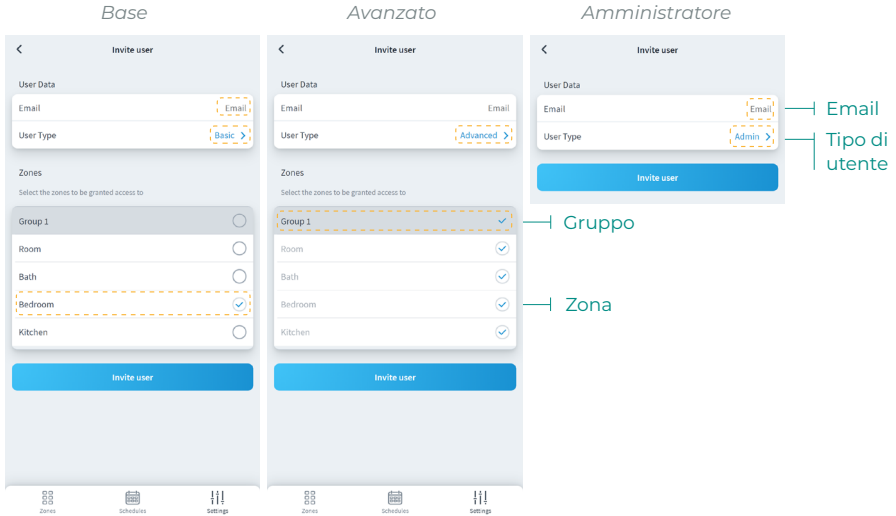 Base
Invite user
User Data
Email Email
User Type Basic
Zones
Select the zones to be granted access to
Group 1
Room
Bath
Bedroom
Kitchen
Invite user
Zones Schedules Settings
Avanzato
Invite user
User Data
Email Email
User Type Advanced
Zones
Select the zones to be granted access to
Group 1
Room
Bath
Bedroom
Kitchen
Invite user
Zones Schedules Settings
Amministratore
Invite user
User Data
Email Email
User Type Admin
Invite user
Email
Tipo di
utente
Gruppo
Zona